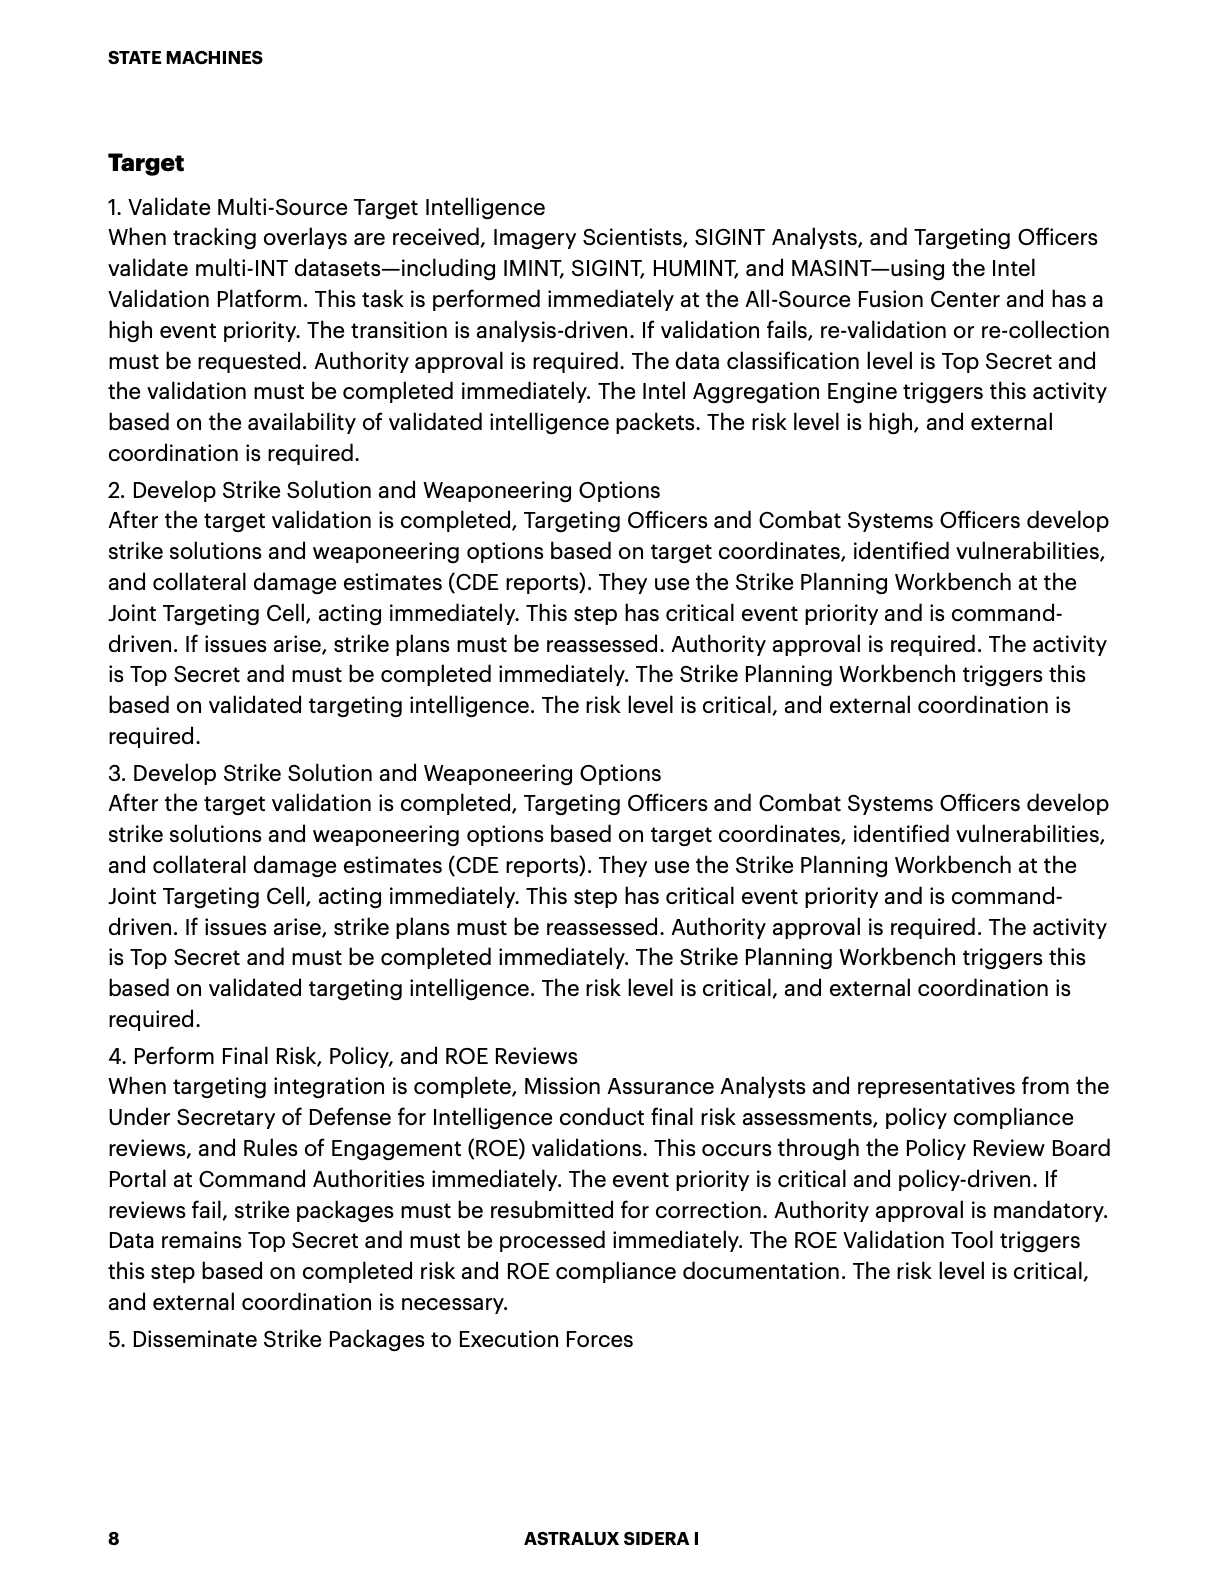 STATE MACHINES
Target
1. Validate Multi-Source Target Intelligence
When tracking overlays are received, Imagery Scientists, SIGINT Analysts, and Targeting Officers
validate multi-INT datasets—including IMINT, SIGINT, HUMINT, and MASINT—using the Intel
Validation Platform. This task is performed immediately at the All-Source Fusion Center and has a
high event priority. The transition is analysis-driven. If validation fails, re-validation or re-collection
must be requested. Authority approval is required. The data classification level is Top Secret and
the validation must be completed immediately. The Intel Aggregation Engine triggers this activity
based on the availability of validated intelligence packets. The risk level is high, and external
coordination is required.
2. Develop Strike Solution and Weaponeering Options
After the target validation is completed, Targeting Officers and Combat Systems Officers develop
strike solutions and weaponeering options based on target coordinates, identified vulnerabilities,
and collateral damage estimates (CDE reports). They use the Strike Planning Workbench at the
Joint Targeting Cell, acting immediately. This step has critical event priority and is command-
driven. If issues arise, strike plans must be reassessed. Authority approval is required. The activity
is Top Secret and must be completed immediately. The Strike Planning Workbench triggers this
based on validated targeting intelligence. The risk level is critical, and external coordination is
required.
3. Develop Strike Solution and Weaponeering Options
After the target validation is completed, Targeting Officers and Combat Systems Officers develop
strike solutions and weaponeering options based on target coordinates, identified vulnerabilities,
and collateral damage estimates (CDE reports). They use the Strike Planning Workbench at the
Joint Targeting Cell, acting immediately. This step has critical event priority and is command-
driven. If issues arise, strike plans must be reassessed. Authority approval is required. The activity
is Top Secret and must be completed immediately. The Strike Planning Workbench triggers this
based on validated targeting intelligence. The risk level is critical, and external coordination is
required.
4. Perform Final Risk, Policy, and ROE Reviews
When targeting integration is complete, Mission Assurance Analysts and representatives from the
Under Secretary of Defense for Intelligence conduct final risk assessments, policy compliance
reviews, and Rules of Engagement (ROE) validations. This occurs through the Policy Review Board
Portal at Command Authorities immediately. The event priority is critical and policy-driven. If
reviews fail, strike packages must be resubmitted for correction. Authority approval is mandatory.
Data remains Top Secret and must be processed immediately. The ROE Validation Tool triggers
this step based on completed risk and ROE compliance documentation. The risk level is critical,
and external coordination is necessary.
5. Disseminate Strike Packages to Execution Forces
8
ASTRALUX SIDERA I